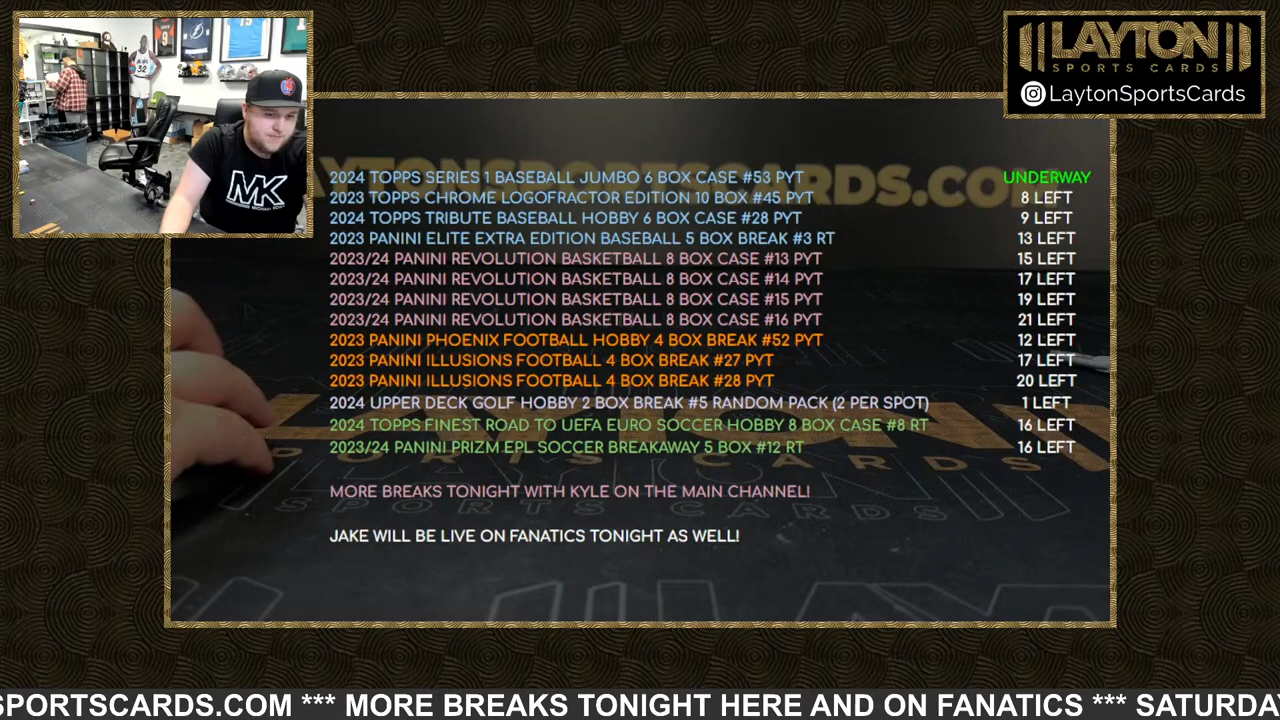 LAYTON
SPORTS CARDS
LaytonSportsCards
MK
32
9
LAYTONSPORTSCARDS.CO
2024 TOPPS SERIES 1 BASEBALL JUMBO 6 BOX CASE #53 PYT UNDERWAY
2023 TOPPS CHROME LOGOFRACTOR EDITION 10 BOX #45 PYT 8 LEFT
2024 TOPPS TRIBUTE BASEBALL HOBBY 6 BOX CASE #28 PYT 9 LEFT
2023 PANINI ELITE EXTRA EDITION BASEBALL 5 BOX BREAK #3 RT 13 LEFT
2023/24 PANINI REVOLUTION BASKETBALL 8 BOX CASE #13 PYT 15 LEFT
2023/24 PANINI REVOLUTION BASKETBALL 8 BOX CASE #14 PYT 17 LEFT
2023/24 PANINI REVOLUTION BASKETBALL 8 BOX CASE #15 PYT 19 LEFT
2023/24 PANINI REVOLUTION BASKETBALL 8 BOX CASE #16 PYT 21 LEFT
2023 PANINI PHOENIX FOOTBALL HOBBY 4 BOX BREAK #52 PYT 12 LEFT
2023 PANINI ILLUSIONS FOOTBALL 4 BOX BREAK #27 PYT 17 LEFT
2023 PANINI ILLUSIONS FOOTBALL 4 BOX BREAK #28 PYT 20 LEFT
2024 UPPER DECK GOLF HOBBY 2 BOX BREAK #5 RANDOM PACK (2 PER SPOT) 1 LEFT
2024 TOPPS FINEST ROAD TO UEFA EURO SOCCER HOBBY 8 BOX CASE #8 RT 16 LEFT
2023/24 PANINI PRIZM EPL SOCCER BREAKAWAY 5 BOX #12 RT 16 LEFT
MORE BREAKS TONIGHT WITH KYLE ON THE MAIN CHANNEL!
JAKE WILL BE LIVE ON FANATICS TONIGHT AS WELL!
SPORTSCARDS.COM *** MORE BREAKS TONIGHT HERE AND ON FANATICS *** SATURDA